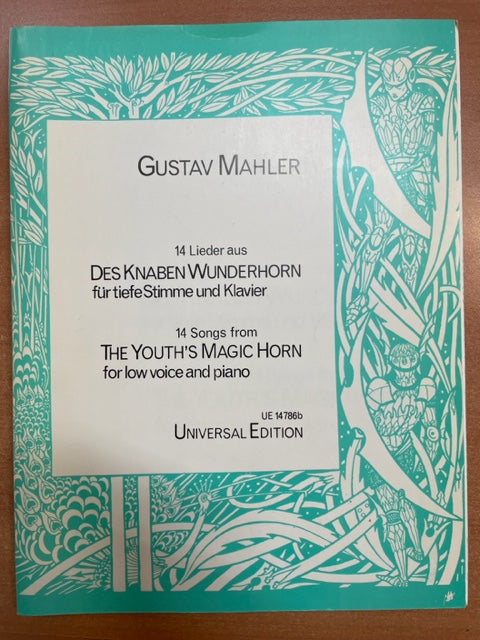 GUSTAV MAHLER
14 Lieder aus
DES KNABEN WUNDERHORN
für tiefe Stimme und Klavier
14 Songs from
THE YOUTH'S MAGIC HORN
for low voice and piano
UE 14786b
UNIVERSAL EDITION